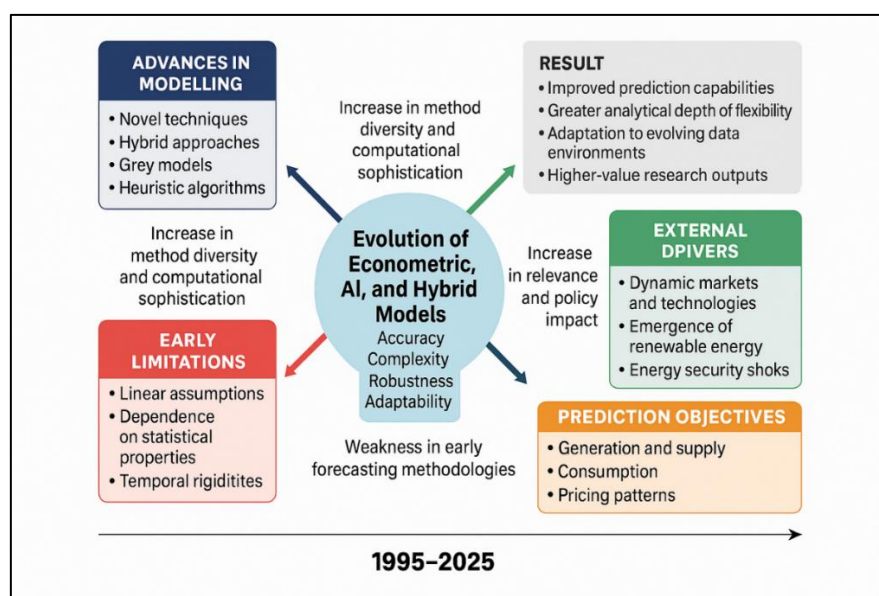 ADVANCES IN
MODELLING
• Novel techniques
• Hybrid approaches
• Grey models
• Heuristic algorithms
Increase in method
diversity and
computational
sophistication
RESULT
• Improved prediction capabilities
• Greater analytical depth of flexibility
• Adaptation to evolving data
environments
• Higher-value research outputs
Increase in
method diversity
and computational
sophistication
Evolution of
Econometric,
AI, and Hybrid
Models
Accuracy
Complexity
Robustness
Adaptability
Increase
in relevance
and policy
impact
EXTERNAL
DPIVERS
• Dynamic markets
and technologies
• Emergence of
renewable energy
• Energy security shoks
EARLY
LIMITATIONS
• Linear assumptions
• Dependence
on statistical
properties
• Temporal rigiditites
Weakness in early
forecasting methodologies
PREDICTION OBJECTIVES
• Generation and supply
• Consumption
• Pricing patterns
1995–2025